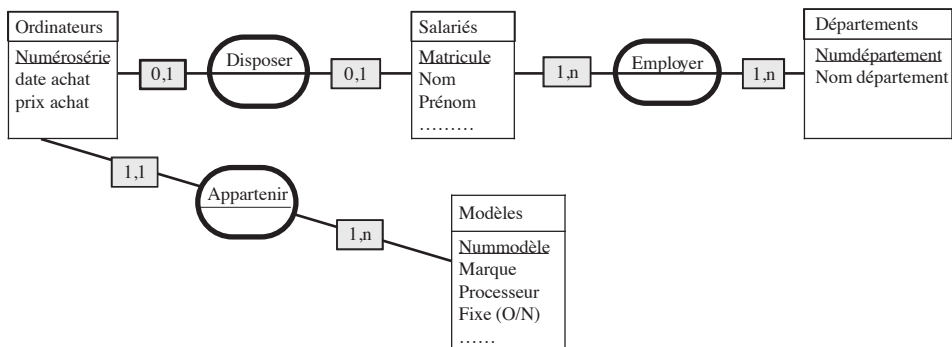 Ordinateurs
Numérosérie
date achat
prix achat
0,1
Disposer
0,1
Salariés
Matricule
Nom
Prénom
………
1,n
Employer
1,n
Départements
Numdépartement
Nom département
1,1
Appartenir
1,n
Modèles
Nummodèle
Marque
Processeur
Fixe (O/N)
……